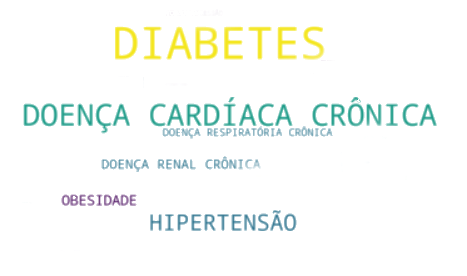 DIABETES
DOENÇA CARDÍACA CRÔNICA
DOENÇA RESPIRATÓRIA CRÔNICA
DOENÇA RENAL CRÔNICA
OBESIDADE
HIPERTENSÃO